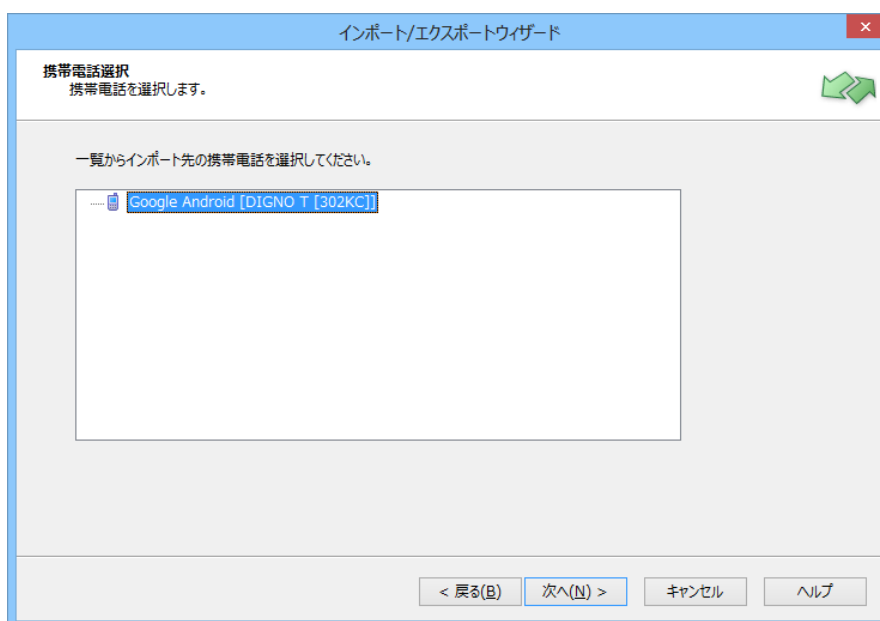 インポート/エクスポートウィザード
携帯電話選択
携帯電話を選択します。
一覧からインポート先の携帯電話を選択してください。
Google Android [DIGNO T [302KC]]
< 戻る(B)
次へ(N) >
キャンセル
ヘルプ